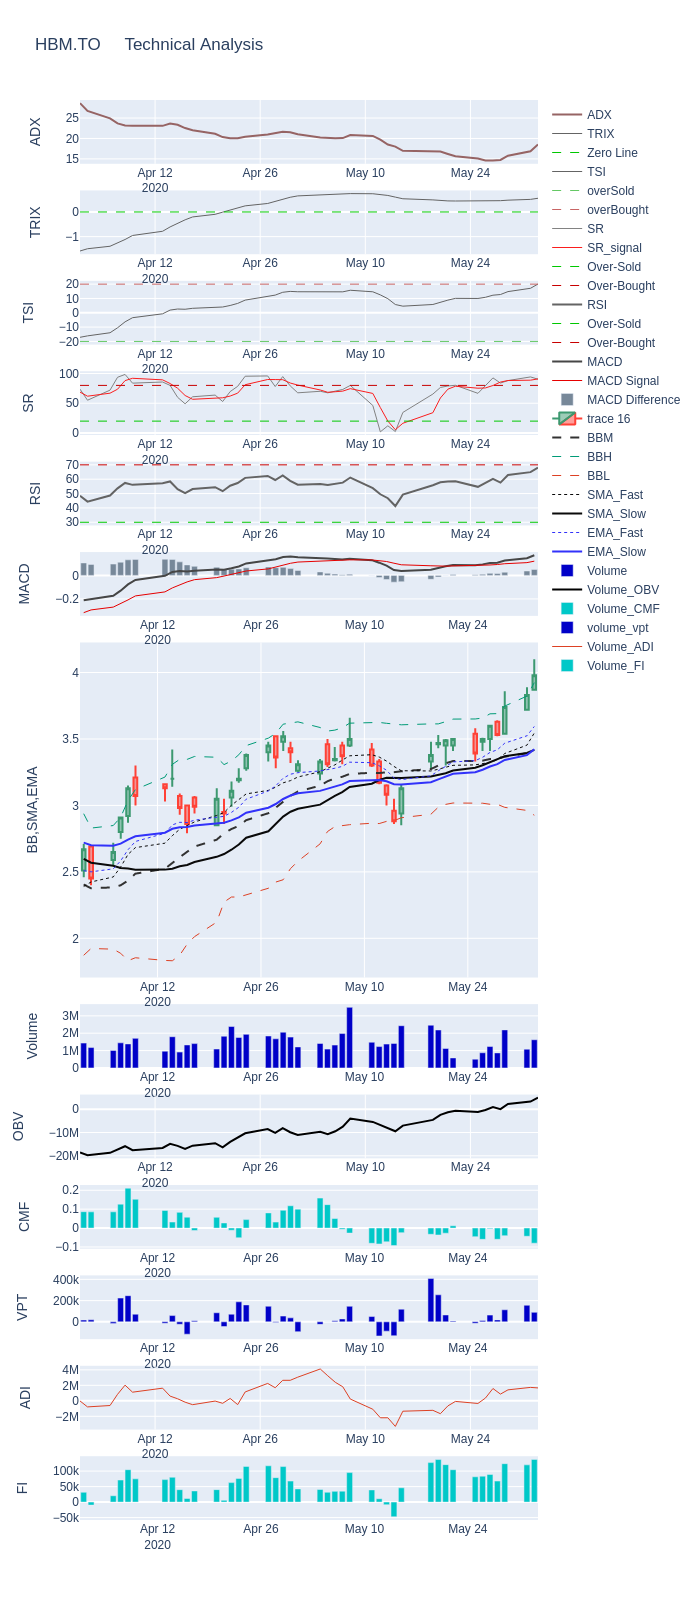 HBM.TO Technical Analysis
ADX
25
20
15
Apr 12
2020
Apr 26
May 10
May 24
TRIX
0
−1
Apr 12
2020
Apr 26
May 10
May 24
TSI
20
10
0
−10
−20
Apr 12
2020
Apr 26
May 10
May 24
SR
100
50
0
Apr 12
2020
Apr 26
May 10
May 24
RSI
70
60
50
40
30
Apr 12
2020
Apr 26
May 10
May 24
MACD
0
−0.2
Apr 12
2020
Apr 26
May 10
May 24
BB,SMA,EMA
4
3.5
3
2.5
2
Apr 12
2020
Apr 26
May 10
May 24
Volume
3M
2M
1M
0
Apr 12
2020
Apr 26
May 10
May 24
OBV
0
−10M
−20M
Apr 12
2020
Apr 26
May 10
May 24
CMF
0.2
0.1
0
−0.1
Apr 12
2020
Apr 26
May 10
May 24
VPT
400k
200k
0
Apr 12
2020
Apr 26
May 10
May 24
ADI
4M
2M
0
−2M
Apr 12
2020
Apr 26
May 10
May 24
FI
100k
50k
0
−50k
Apr 12
2020
Apr 26
May 10
May 24
ADX
TRIX
Zero Line
TSI
overSold
overBought
SR
SR_signal
Over-Sold
Over-Bought
RSI
Over-Sold
Over-Bought
MACD
MACD Signal
MACD Difference
trace 16
BBM
BBH
BBL
SMA_Fast
SMA_Slow
EMA_Fast
EMA_Slow
Volume
Volume_OBV
Volume_CMF
volume_vpt
Volume_ADI
Volume_FI